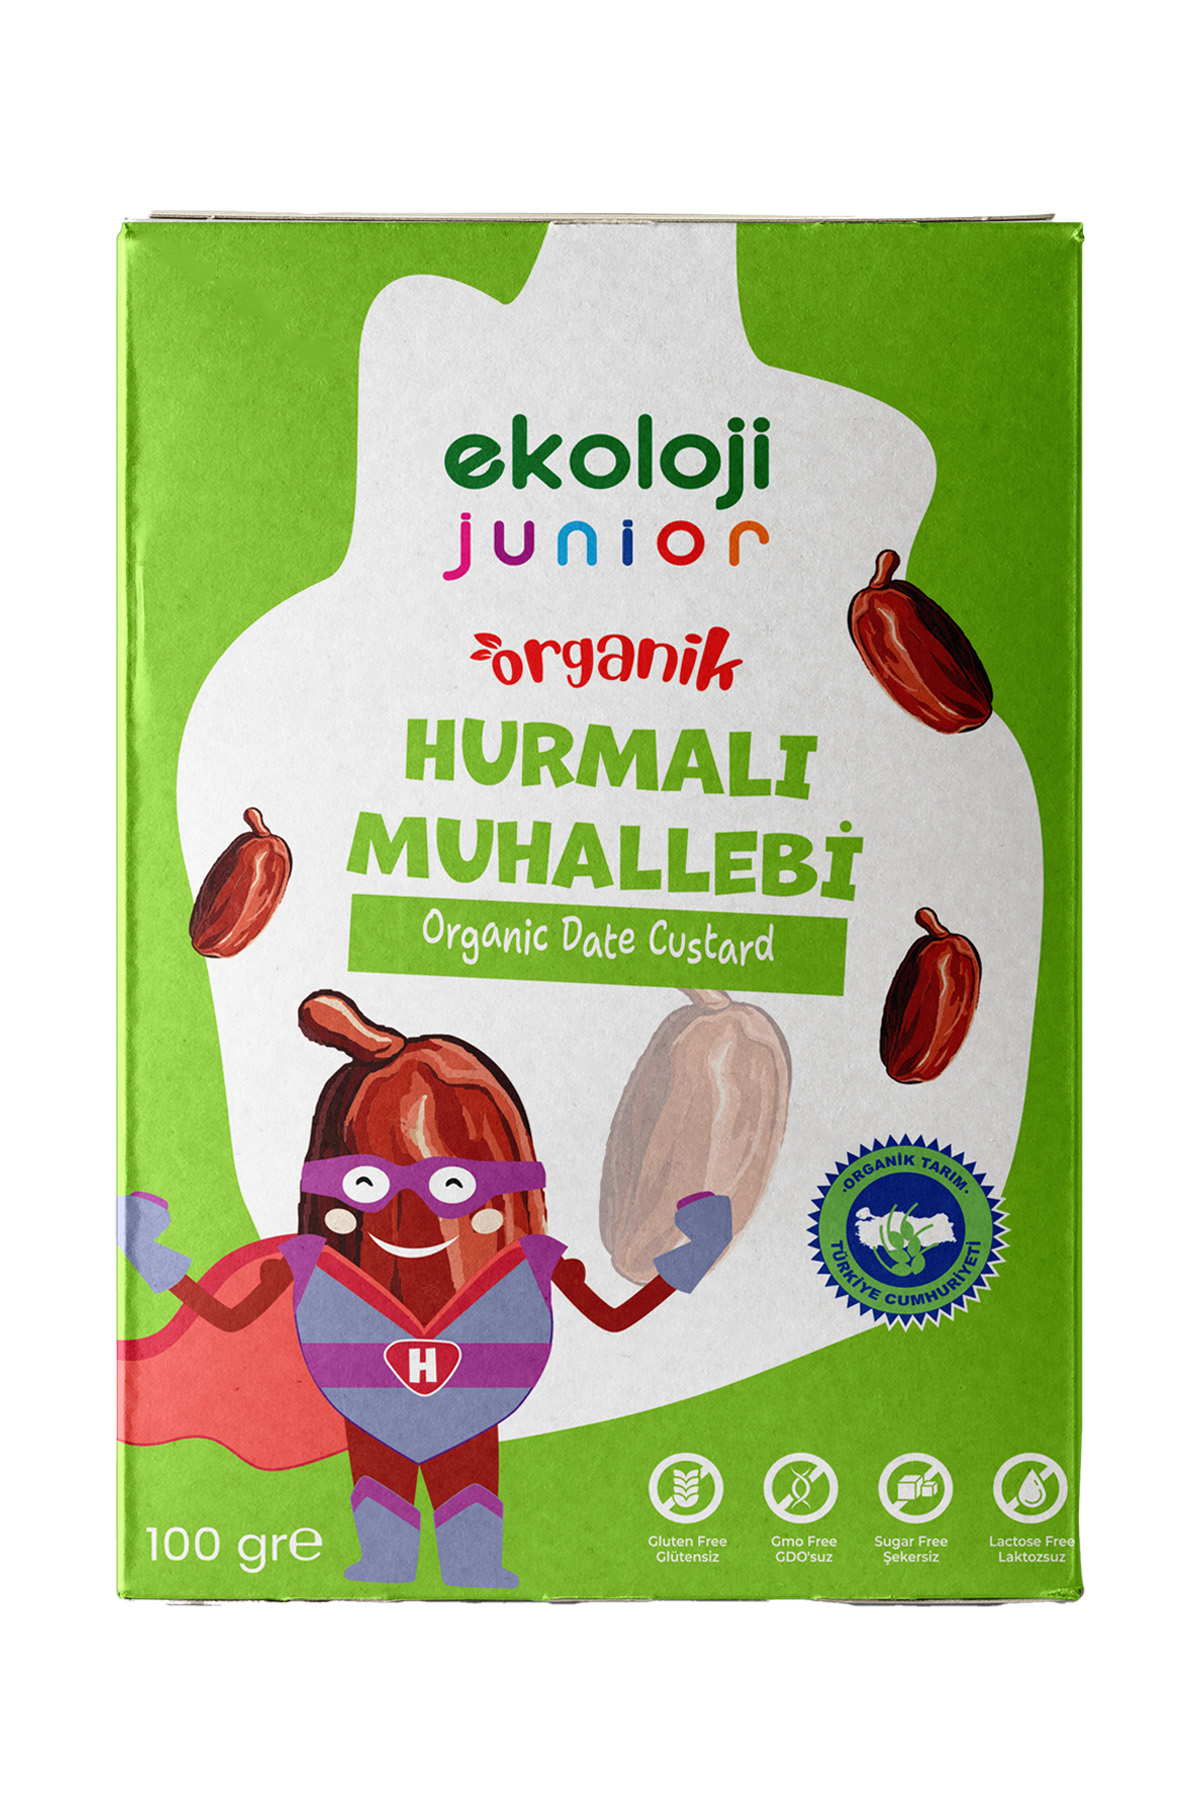 ekoloji
junior
organik
HURMALI
MUHALLEBİ
Organic Date Custard
·ORGANİK TARIM·
TÜRKİYE CUMHURİYETİ
H
100 gr℮
Gluten Free
Glütensiz
Gmo Free
GDO'suz
Sugar Free
Şekersiz
Lactose Free
Laktozsuz